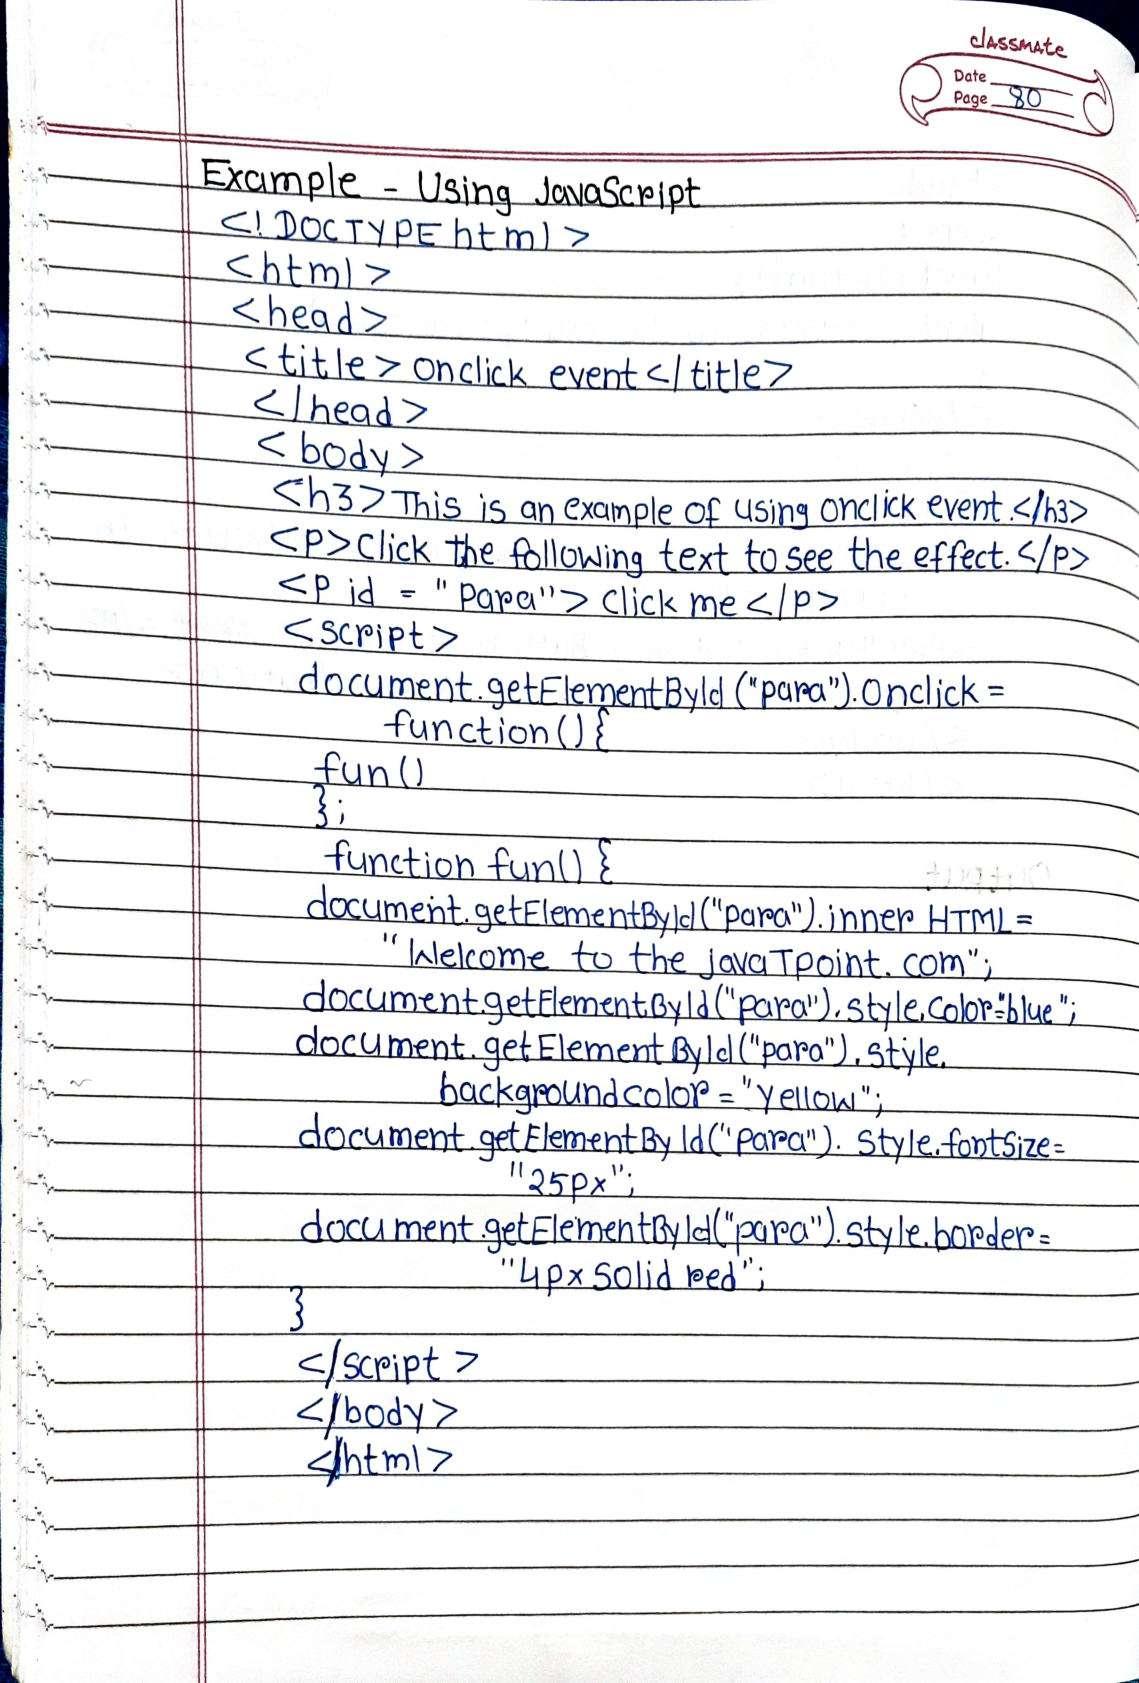 classmate
Date
Page 80
Example - Using JavaScript
<!DOCTYPE html>
<html>
<head>
<title> onclick event </title>
</head>
<body>
<h3> This is an example of using onclick event. </h3>
<p> Click the following text to see the effect. </p>
<p id = "para"> Click me </p>
<script>
document.getElementById ("para").onclick =
function () {
fun ()
};
function fun() {
document.getElementById("para").inner HTML =
"Welcome to the javaTpoint.com";
document.getElementById("para").style.color="blue";
document.getElementById("para").style.
backgroundcolor = "yellow";
document.getElementById("para"). style.fontSize=
"25px";
document.getElementById("para").style.border=
"4px solid red";
}
</script >
</body>
</html>